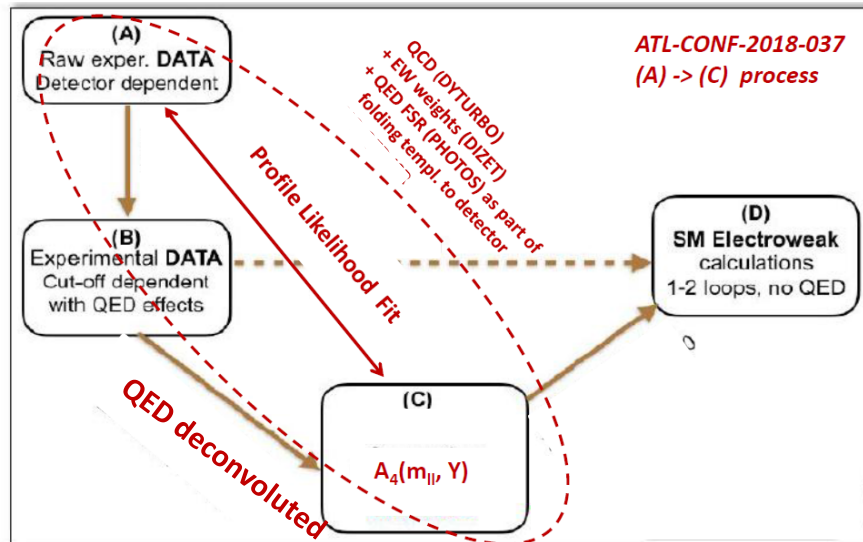 (A)
Raw exper. DATA
Detector dependent
ATL-CONF-2018-037
(A) -> (C) process
QCD (DYTURBO)
+ EW weights (DIZET)
+ QED FSR (PHOTOS) as part of
folding templ. to detector
Profile Likelihood Fit
(B)
Experimental DATA
Cut-off dependent
with QED effects
(D)
SM Electroweak
calculations
1-2 loops, no QED
QED deconvoluted
(C)
A4(mll, Y)